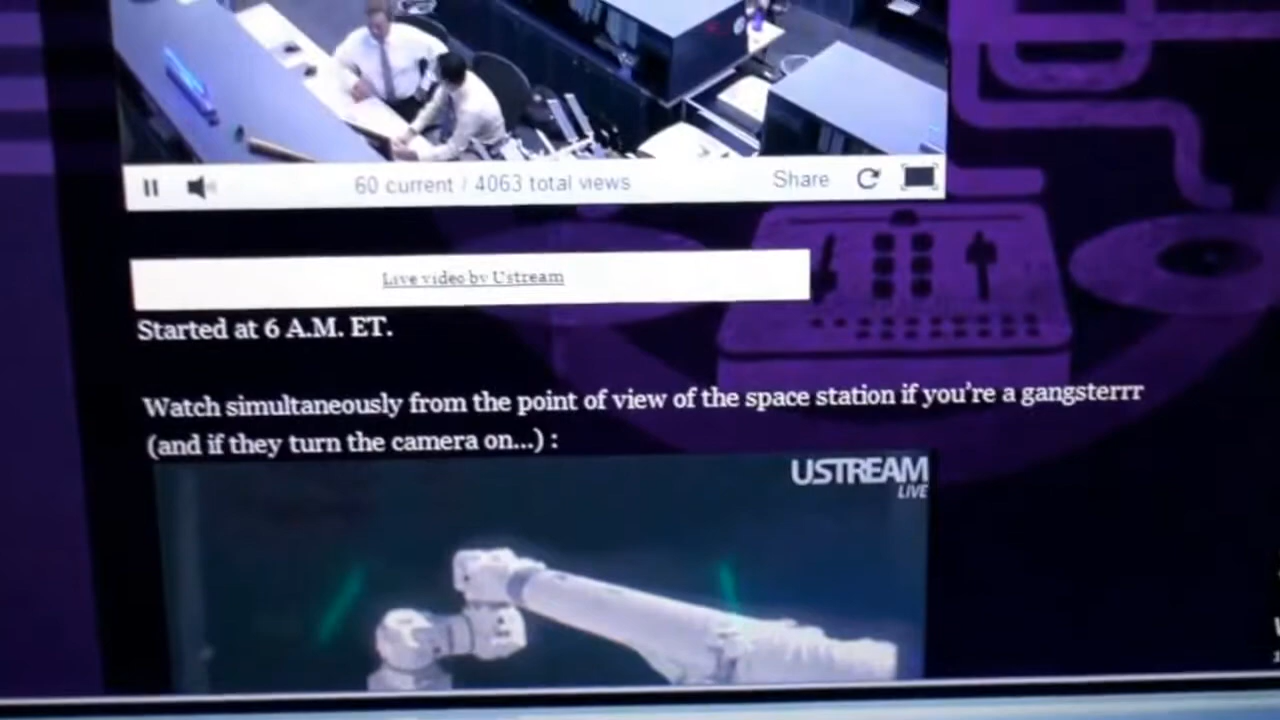 60 current / 4063 total views
Share
Live video by Ustream
Started at 6 A.M. ET.
Watch simultaneously from the point of view of the space station if you're a gangsterrr
(and if they turn the camera on...) :
USTREAM
LIVE